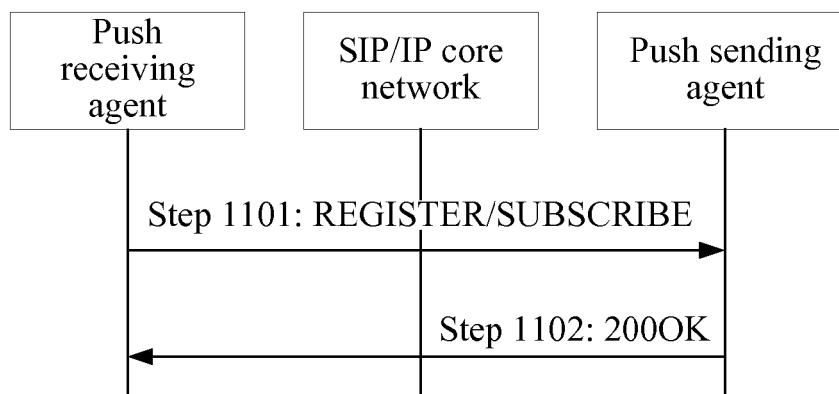 Push
receiving
agent
SIP/IP core
network
Push sending
agent
Step 1101: REGISTER/SUBSCRIBE
Step 1102: 200OK